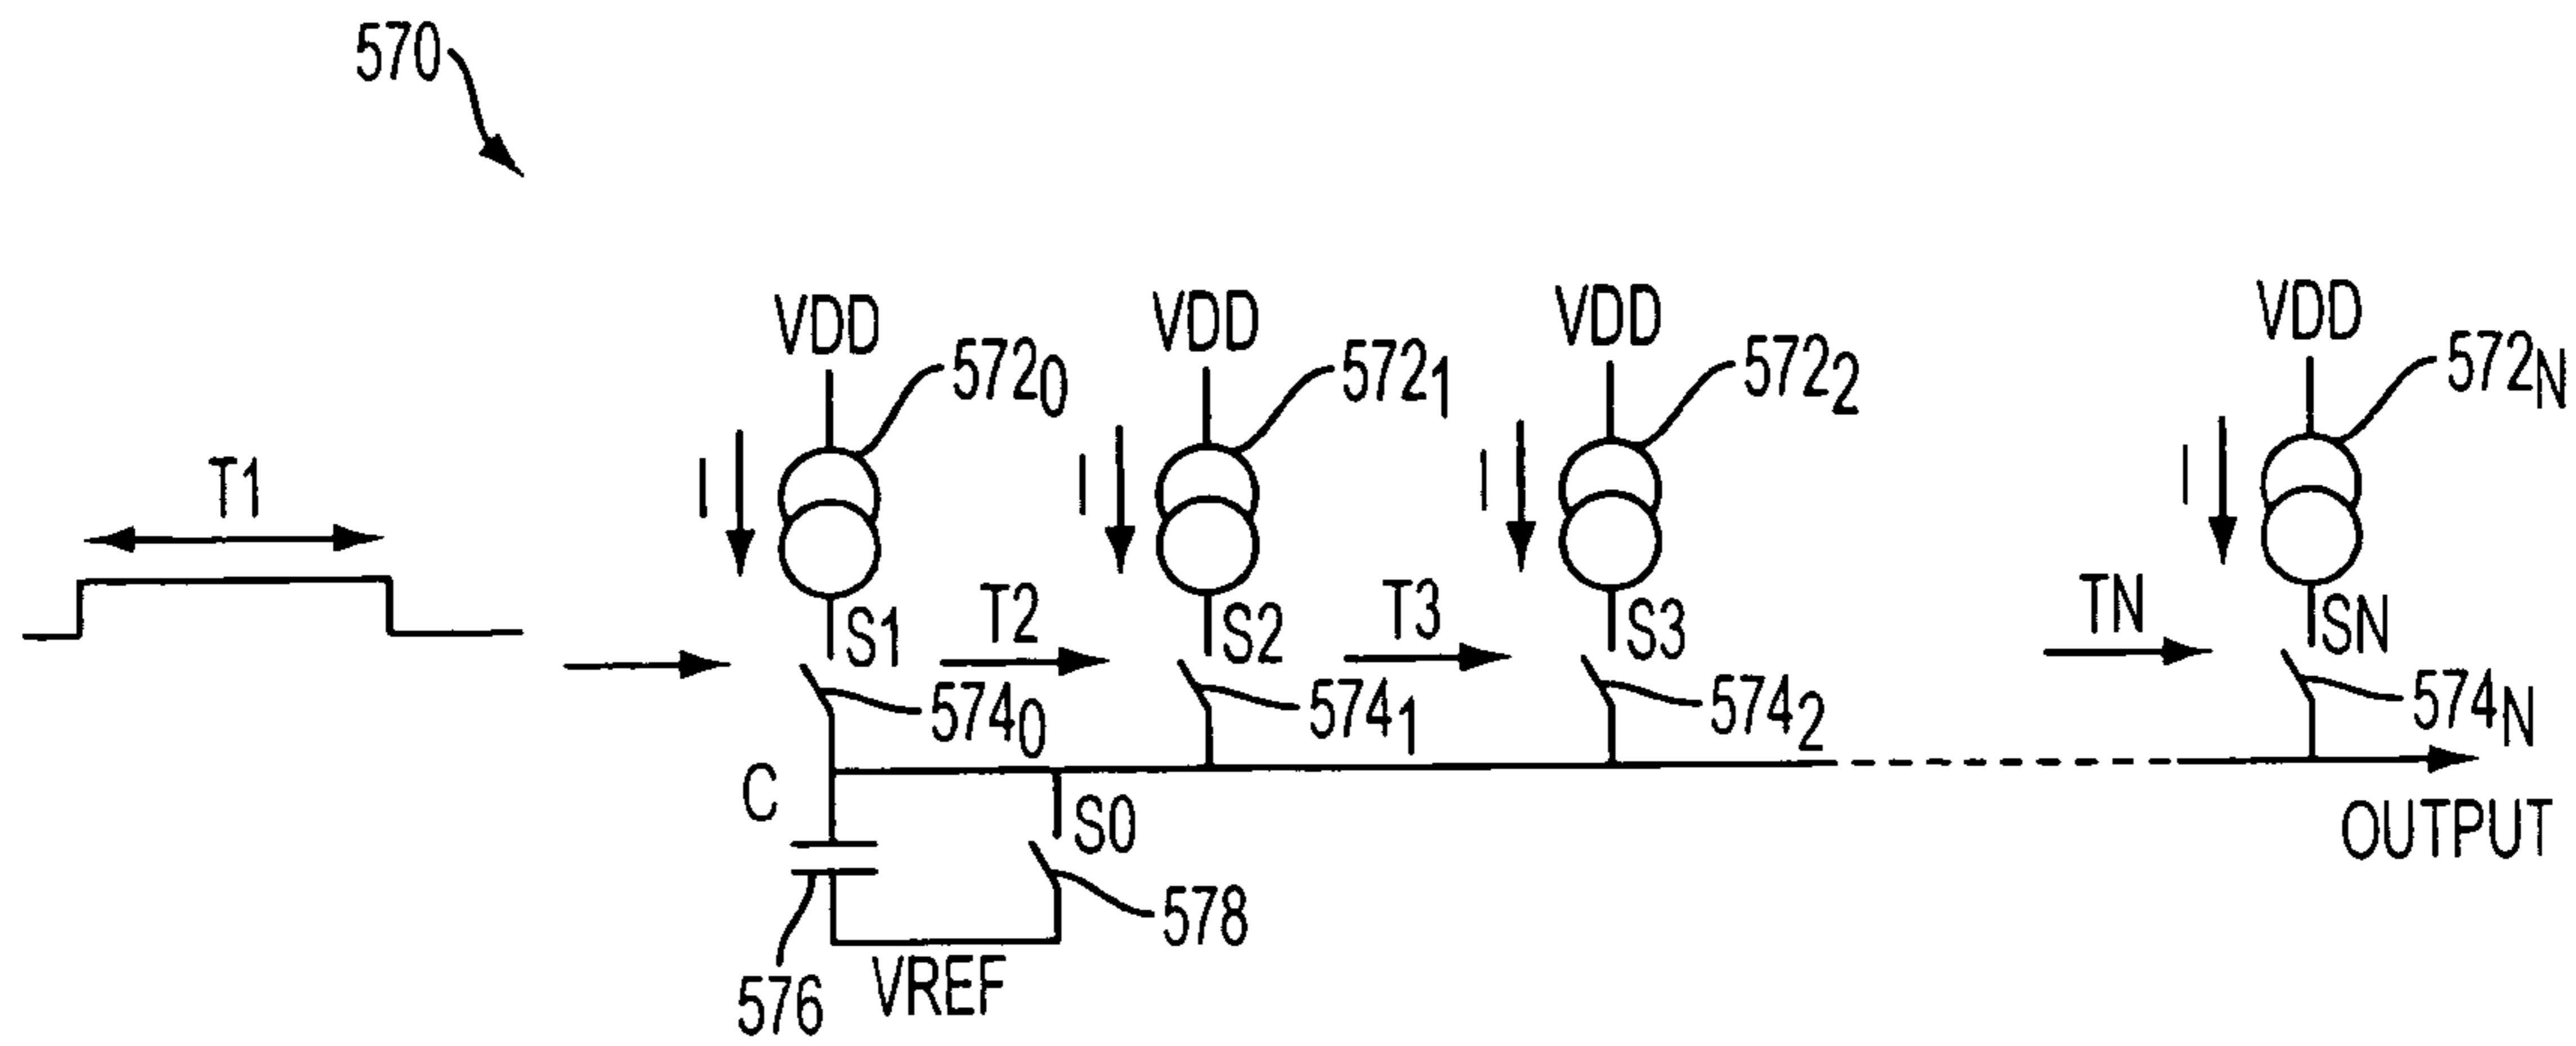 570
VDD VDD VDD VDD
572₀ 572₁ 572₂ 572N
T1
I I I I
S1 T2 S2 T3 S3 TN SN
574₀ 574₁ 574₂ 574N
C S0 OUTPUT
578
576 VREF